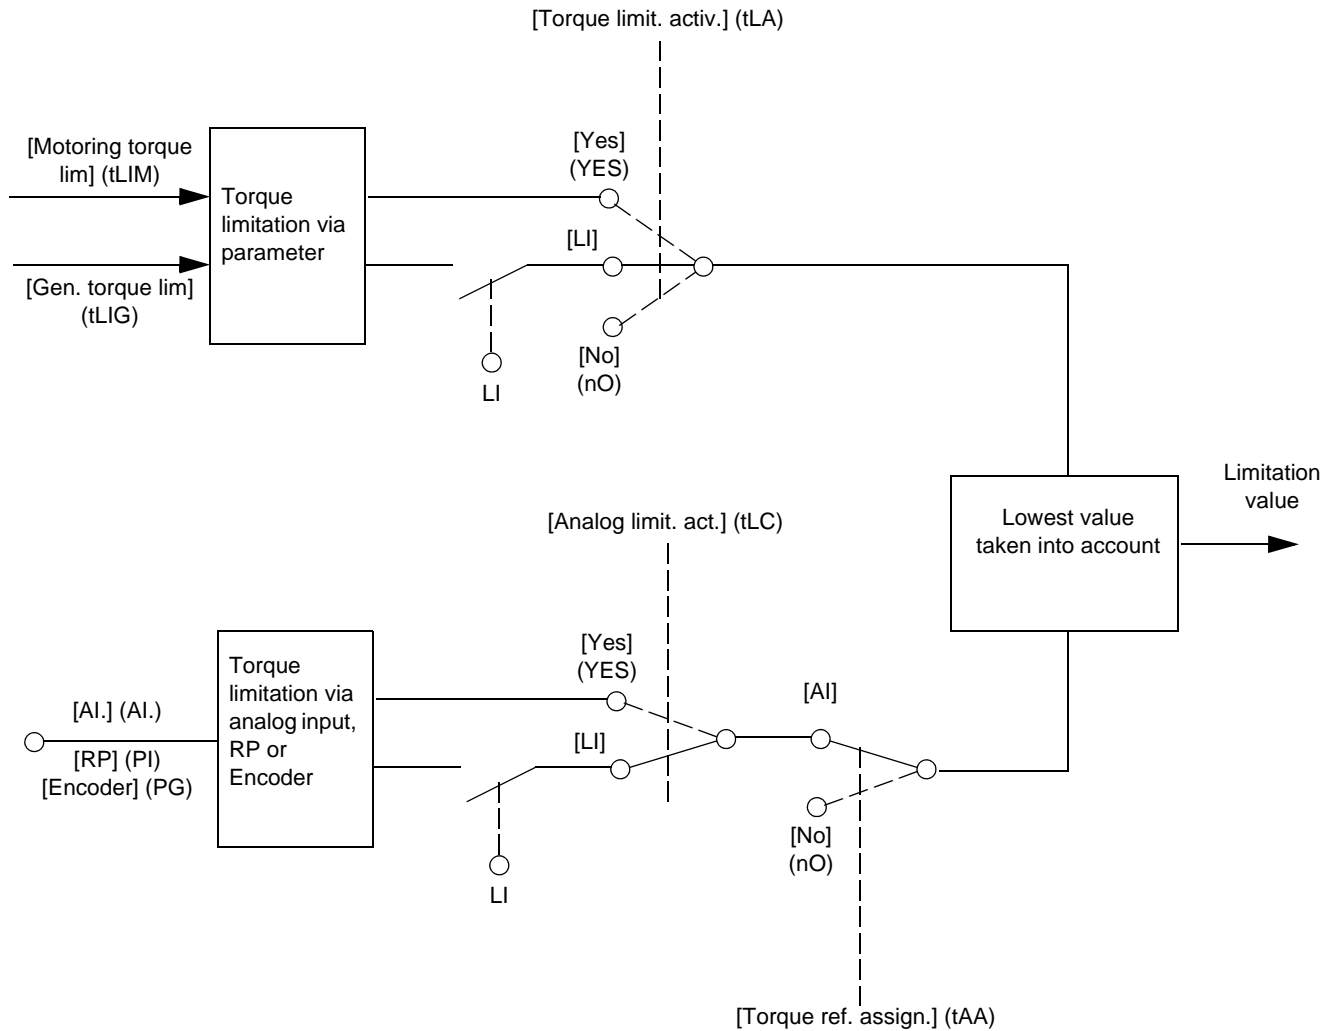 [Torque limit. activ.] (tLA)
[Motoring torque
lim] (tLIM)
[Gen. torque lim]
(tLIG)
Torque
limitation via
parameter
[Yes]
(YES)
[LI]
[No]
(nO)
LI
Limitation
value
Lowest value
taken into account
[Analog limit. act.] (tLC)
[AI.] (AI.)
[RP] (PI)
[Encoder] (PG)
Torque
limitation via
analog input,
RP or
Encoder
[Yes]
(YES)
[LI]
LI
[AI]
[No]
(nO)
[Torque ref. assign.] (tAA)